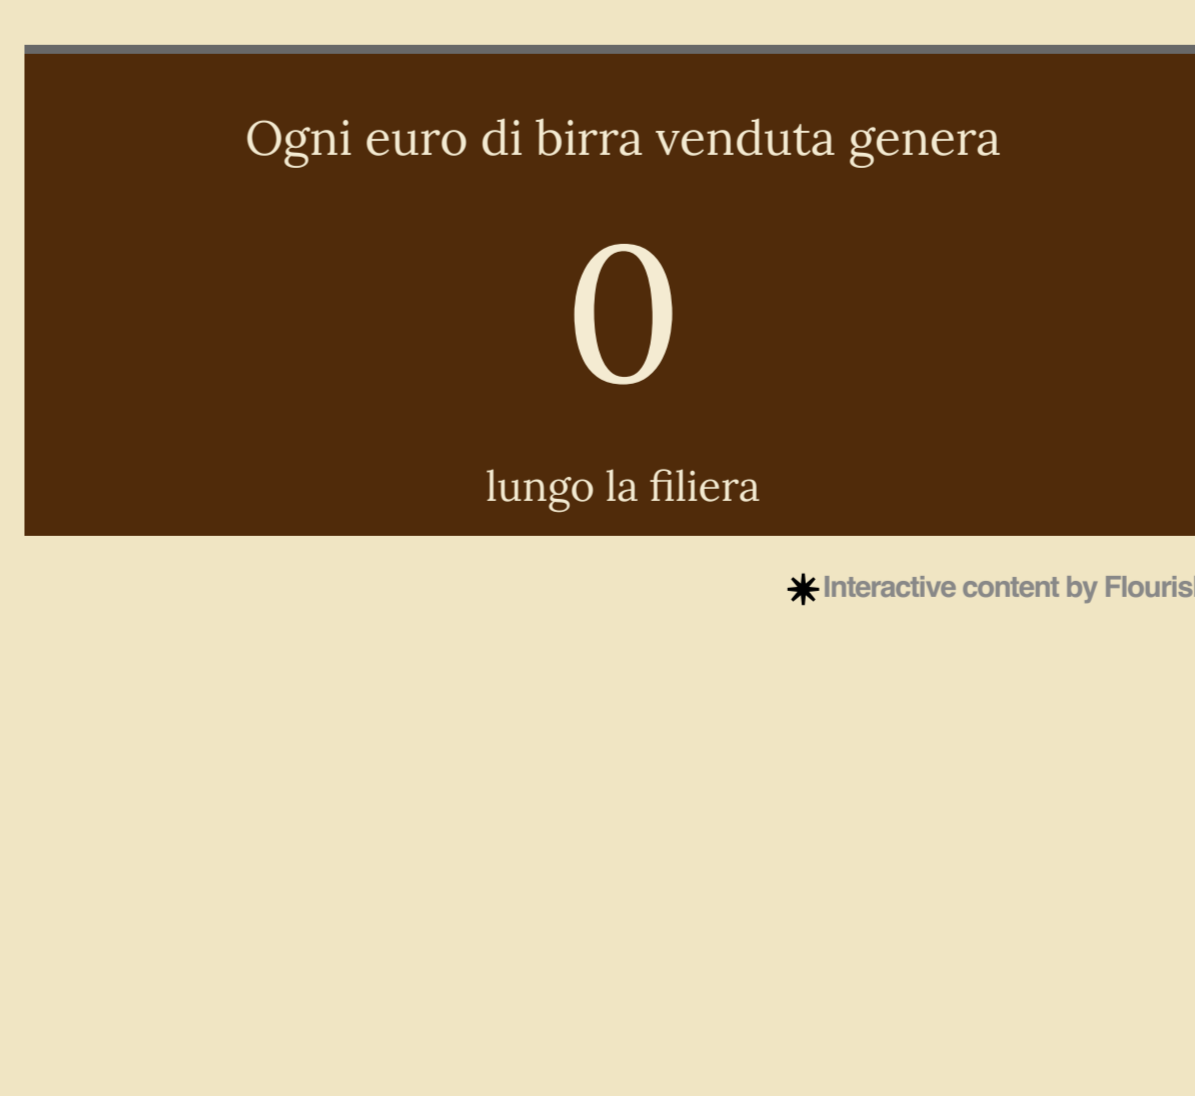 Ogni euro di birra venduta genera
0
lungo la filiera
Interactive content by Flouris